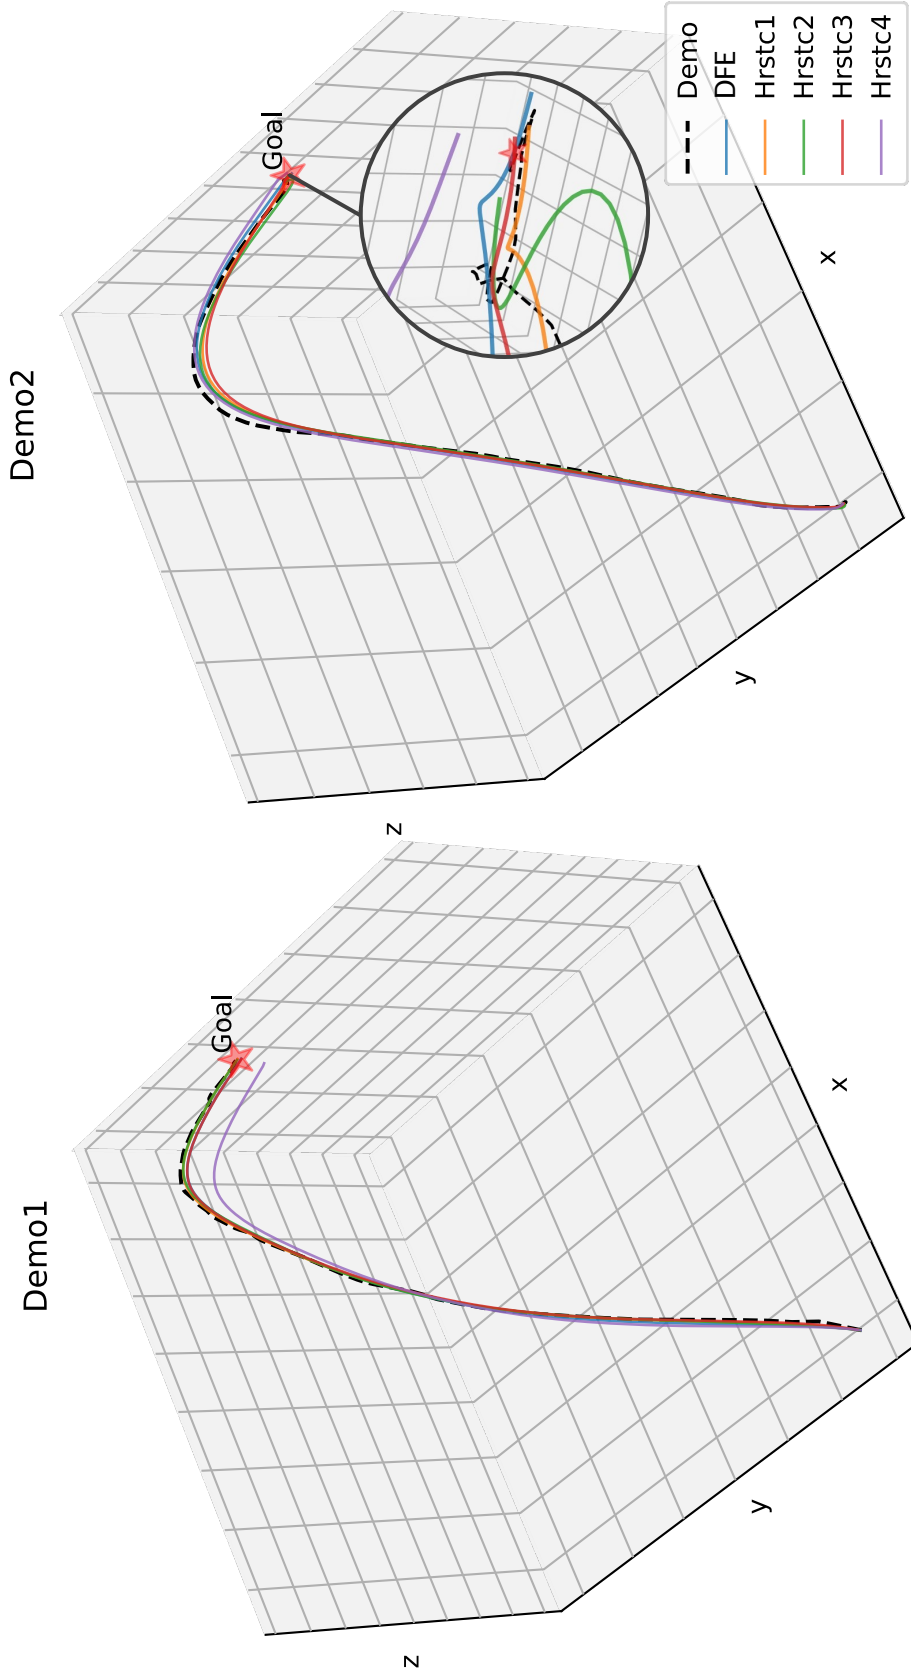 Demo1
Goal
z
y
x
Demo2
Goal
z
y
x
Demo
DFE
Hrstc1
Hrstc2
Hrstc3
Hrstc4